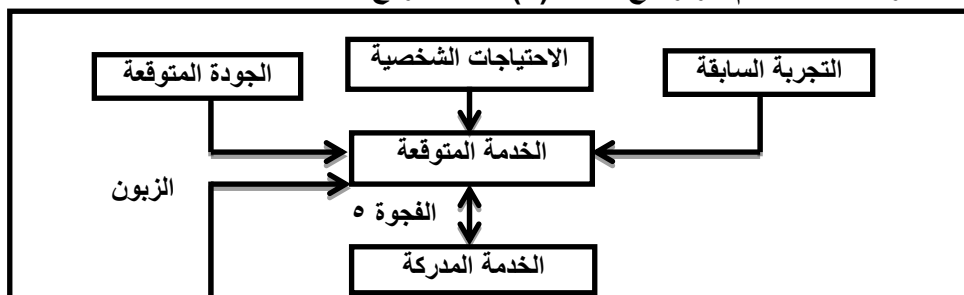 التجربة السابقة
الاحتياجات الشخصية
الجودة المتوقعة
الخدمة المتوقعة
الزبون
الفجوة ٥
الخدمة المدركة